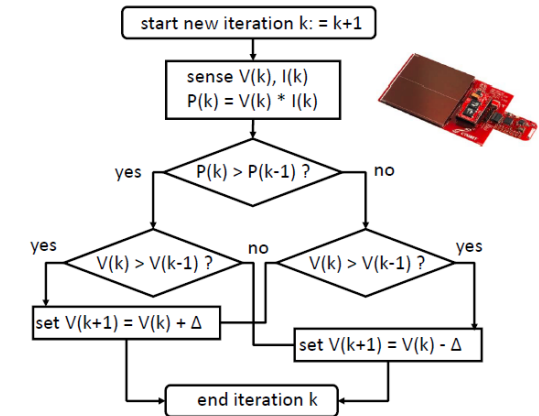 start new iteration k: = k+1
sense V(k), I(k)
P(k) = V(k) * I(k)
P(k) > P(k-1) ?
yes
no
yes
V(k) > V(k-1) ?
no
V(k) > V(k-1) ?
yes
set V(k+1) = V(k) + Δ
set V(k+1) = V(k) - Δ
end iteration k